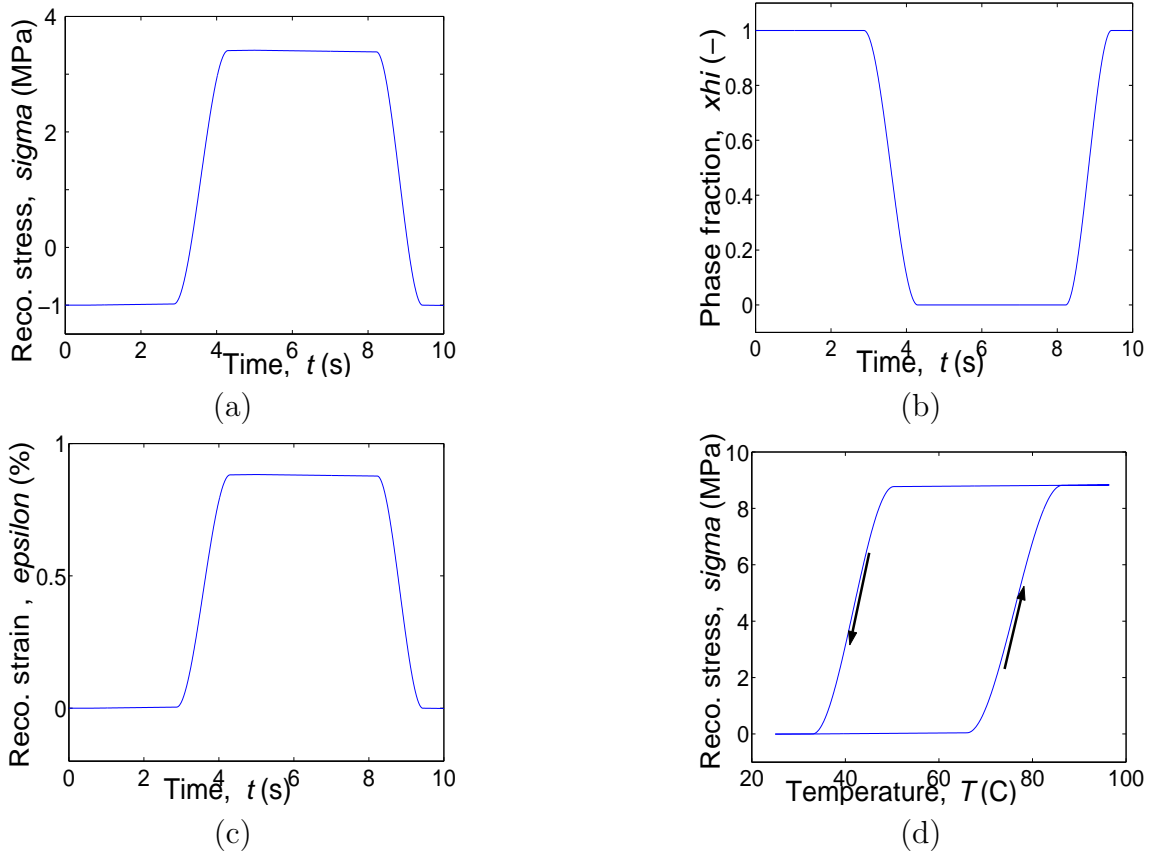 4
2
0
−1
0 2 4 6 8 10
Reco. stress, sigma (MPa)
Time, t (s)
(a)
1
0.8
0.6
0.4
0.2
0
0 2 4 6 8 10
Phase fraction, xhi (−)
Time, t (s)
(b)
1
0.5
0
0 2 4 6 8 10
Reco. strain , epsilon (%)
Time, t (s)
(c)
10
8
6
4
2
0
20 40 60 80 100
Reco. stress, sigma (MPa)
Temperature, T (C)
(d)